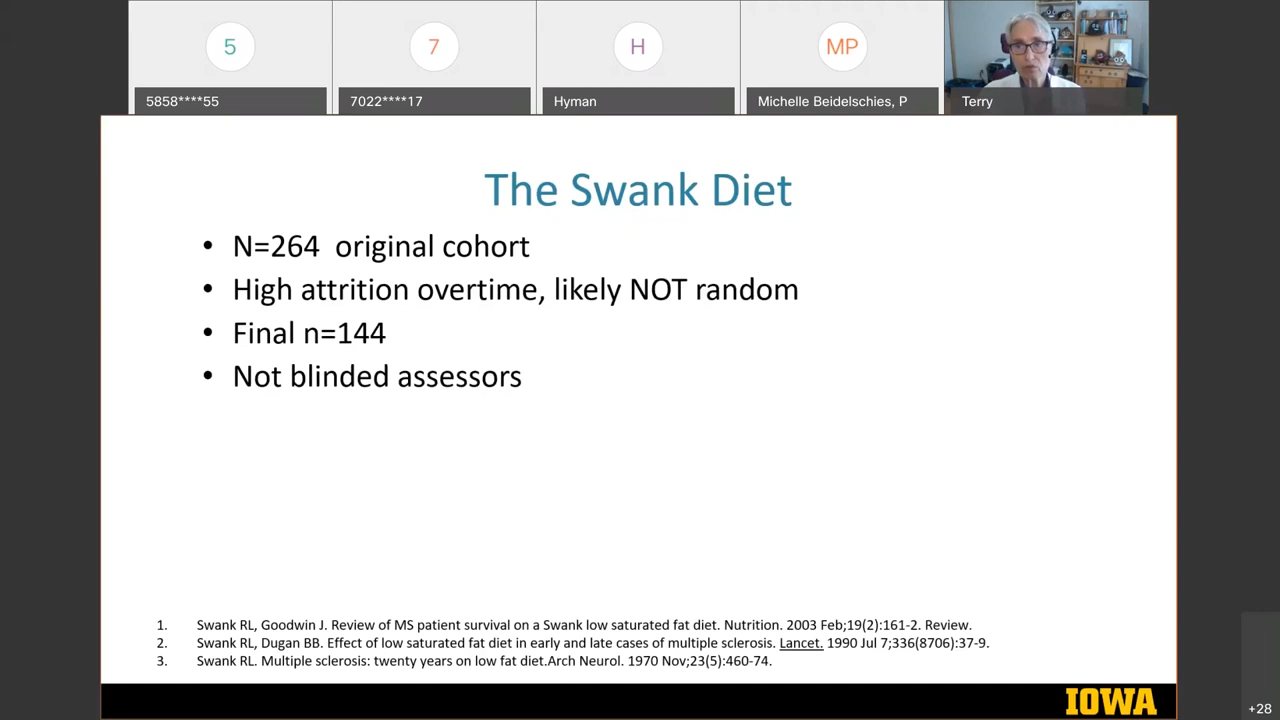 5
7
H
MP
5858****55
7022****17
Hyman
Michelle Beidelschies, P
Terry
The Swank Diet
• N=264 original cohort
• High attrition overtime, likely NOT random
• Final n=144
• Not blinded assessors
1. Swank RL, Goodwin J. Review of MS patient survival on a Swank low saturated fat diet. Nutrition. 2003 Feb;19(2):161-2. Review.
2. Swank RL, Dugan BB. Effect of low saturated fat diet in early and late cases of multiple sclerosis. Lancet. 1990 Jul 7;336(8706):37-9.
3. Swank RL. Multiple sclerosis: twenty years on low fat diet.Arch Neurol. 1970 Nov;23(5):460-74.
IOWA
+28